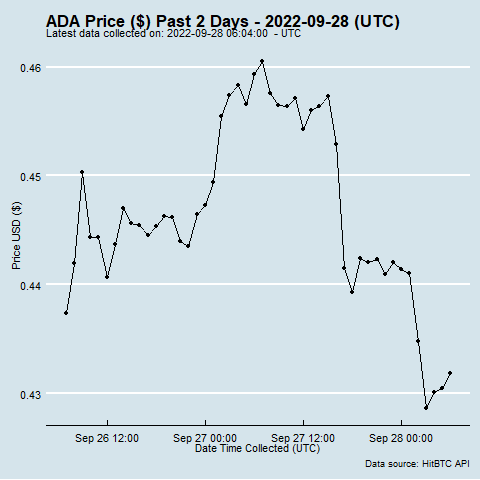 ADA Price ($) Past 2 Days - 2022-09-28 (UTC)
Latest data collected on: 2022-09-28 06:04:00  - UTC
0.46
0.45
0.44
0.43
Price USD ($)
Sep 26 12:00 Sep 27 00:00 Sep 27 12:00 Sep 28 00:00
Date Time Collected (UTC)
Data source: HitBTC API